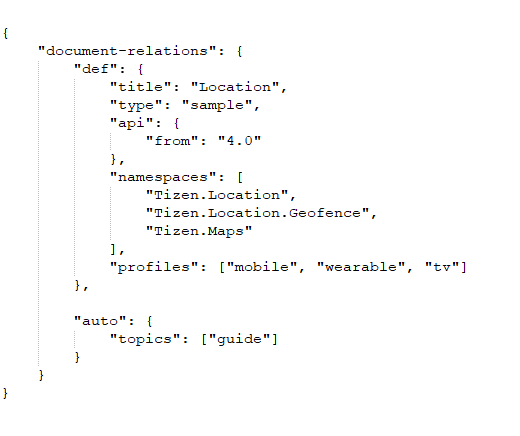 {
    "document-relations": {
        "def": {
            "title": "Location",
            "type": "sample",
            "api": {
                "from": "4.0"
            },
            "namespaces": [
                "Tizen.Location",
                "Tizen.Location.Geofence",
                "Tizen.Maps"
            ],
            "profiles": ["mobile", "wearable", "tv"]
        },

        "auto": {
            "topics": ["guide"]
        }
    }
}